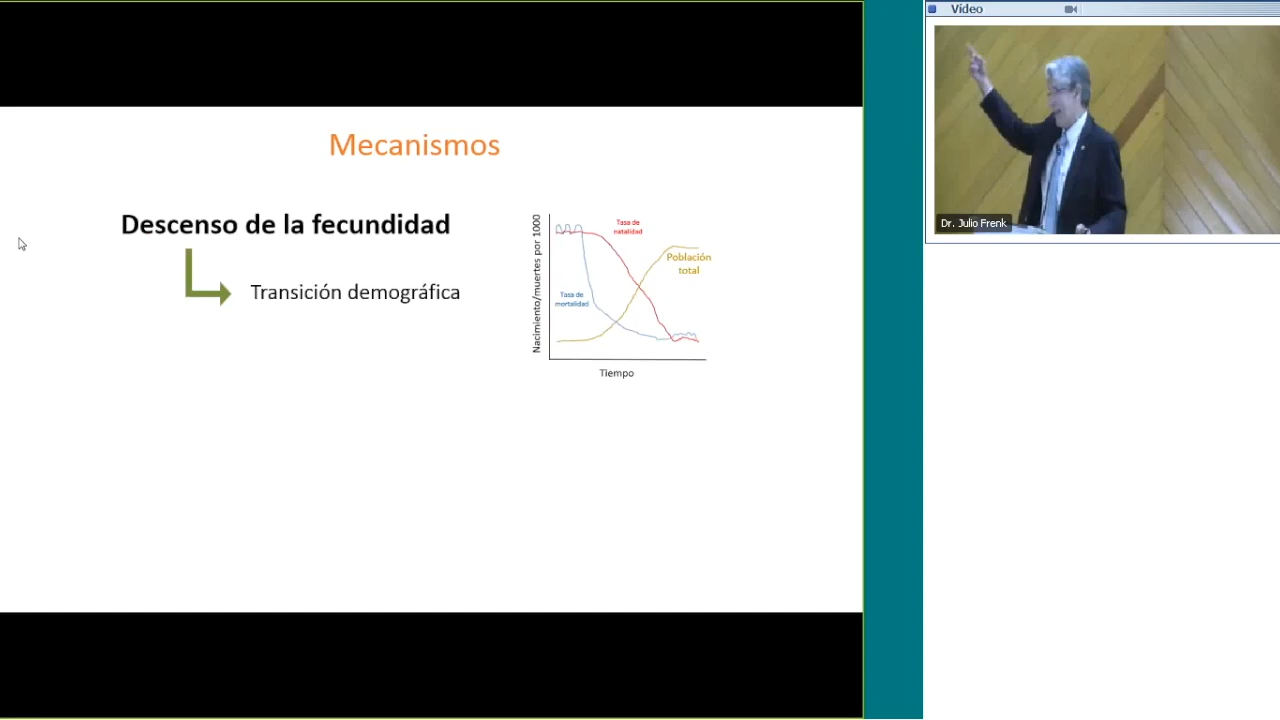 Vídeo
Dr. Julio Frenk
Mecanismos
Descenso de la fecundidad
Transición demográfica
Nacimiento/muertes por 1000
Tasa de
natalidad
Población
total
Tasa de
mortalidad
Tiempo